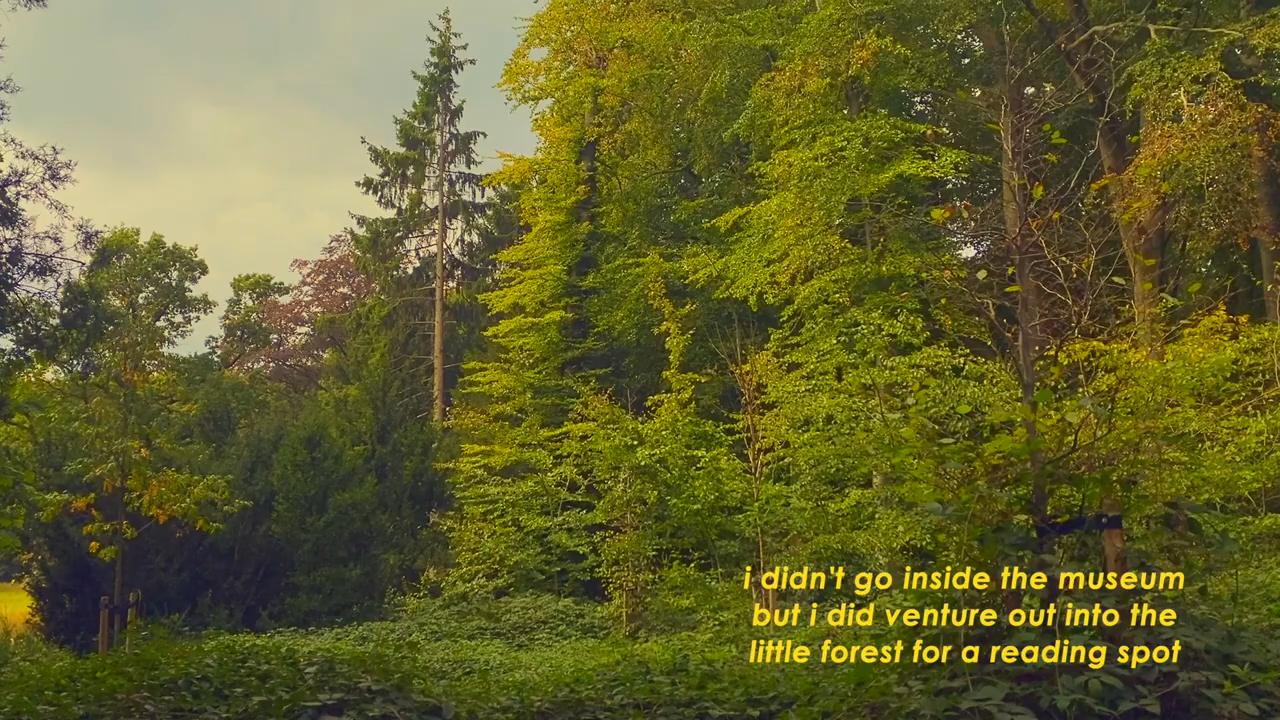 i didn't go inside the museum
but i did venture out into the
little forest for a reading spot